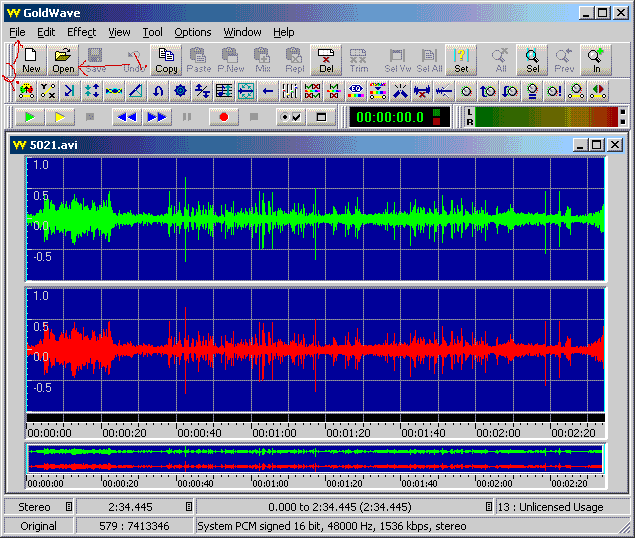 GoldWave
File Edit Effect View Tool Options Window Help
New Open Save Undo Copy Paste P.New Mix Repl Del Trim Sel Vw Sel All Set All Sel Prev In
00:00:00.0
L
R
5021.avi
1.0
0.5
0.0
-0.5
1.0
0.5
0.0
-0.5
00:00:00 00:00:20 00:00:40 00:01:00 00:01:20 00:01:40 00:02:00 00:02:20
00:00:00 00:00:20 00:00:40 00:01:00 00:01:20 00:01:40 00:02:00 00:02:20
Stereo 2:34.445 0.000 to 2:34.445 (2:34.445) 13 : Unlicensed Usage
Original 579 : 7413346 System PCM signed 16 bit, 48000 Hz, 1536 kbps, stereo